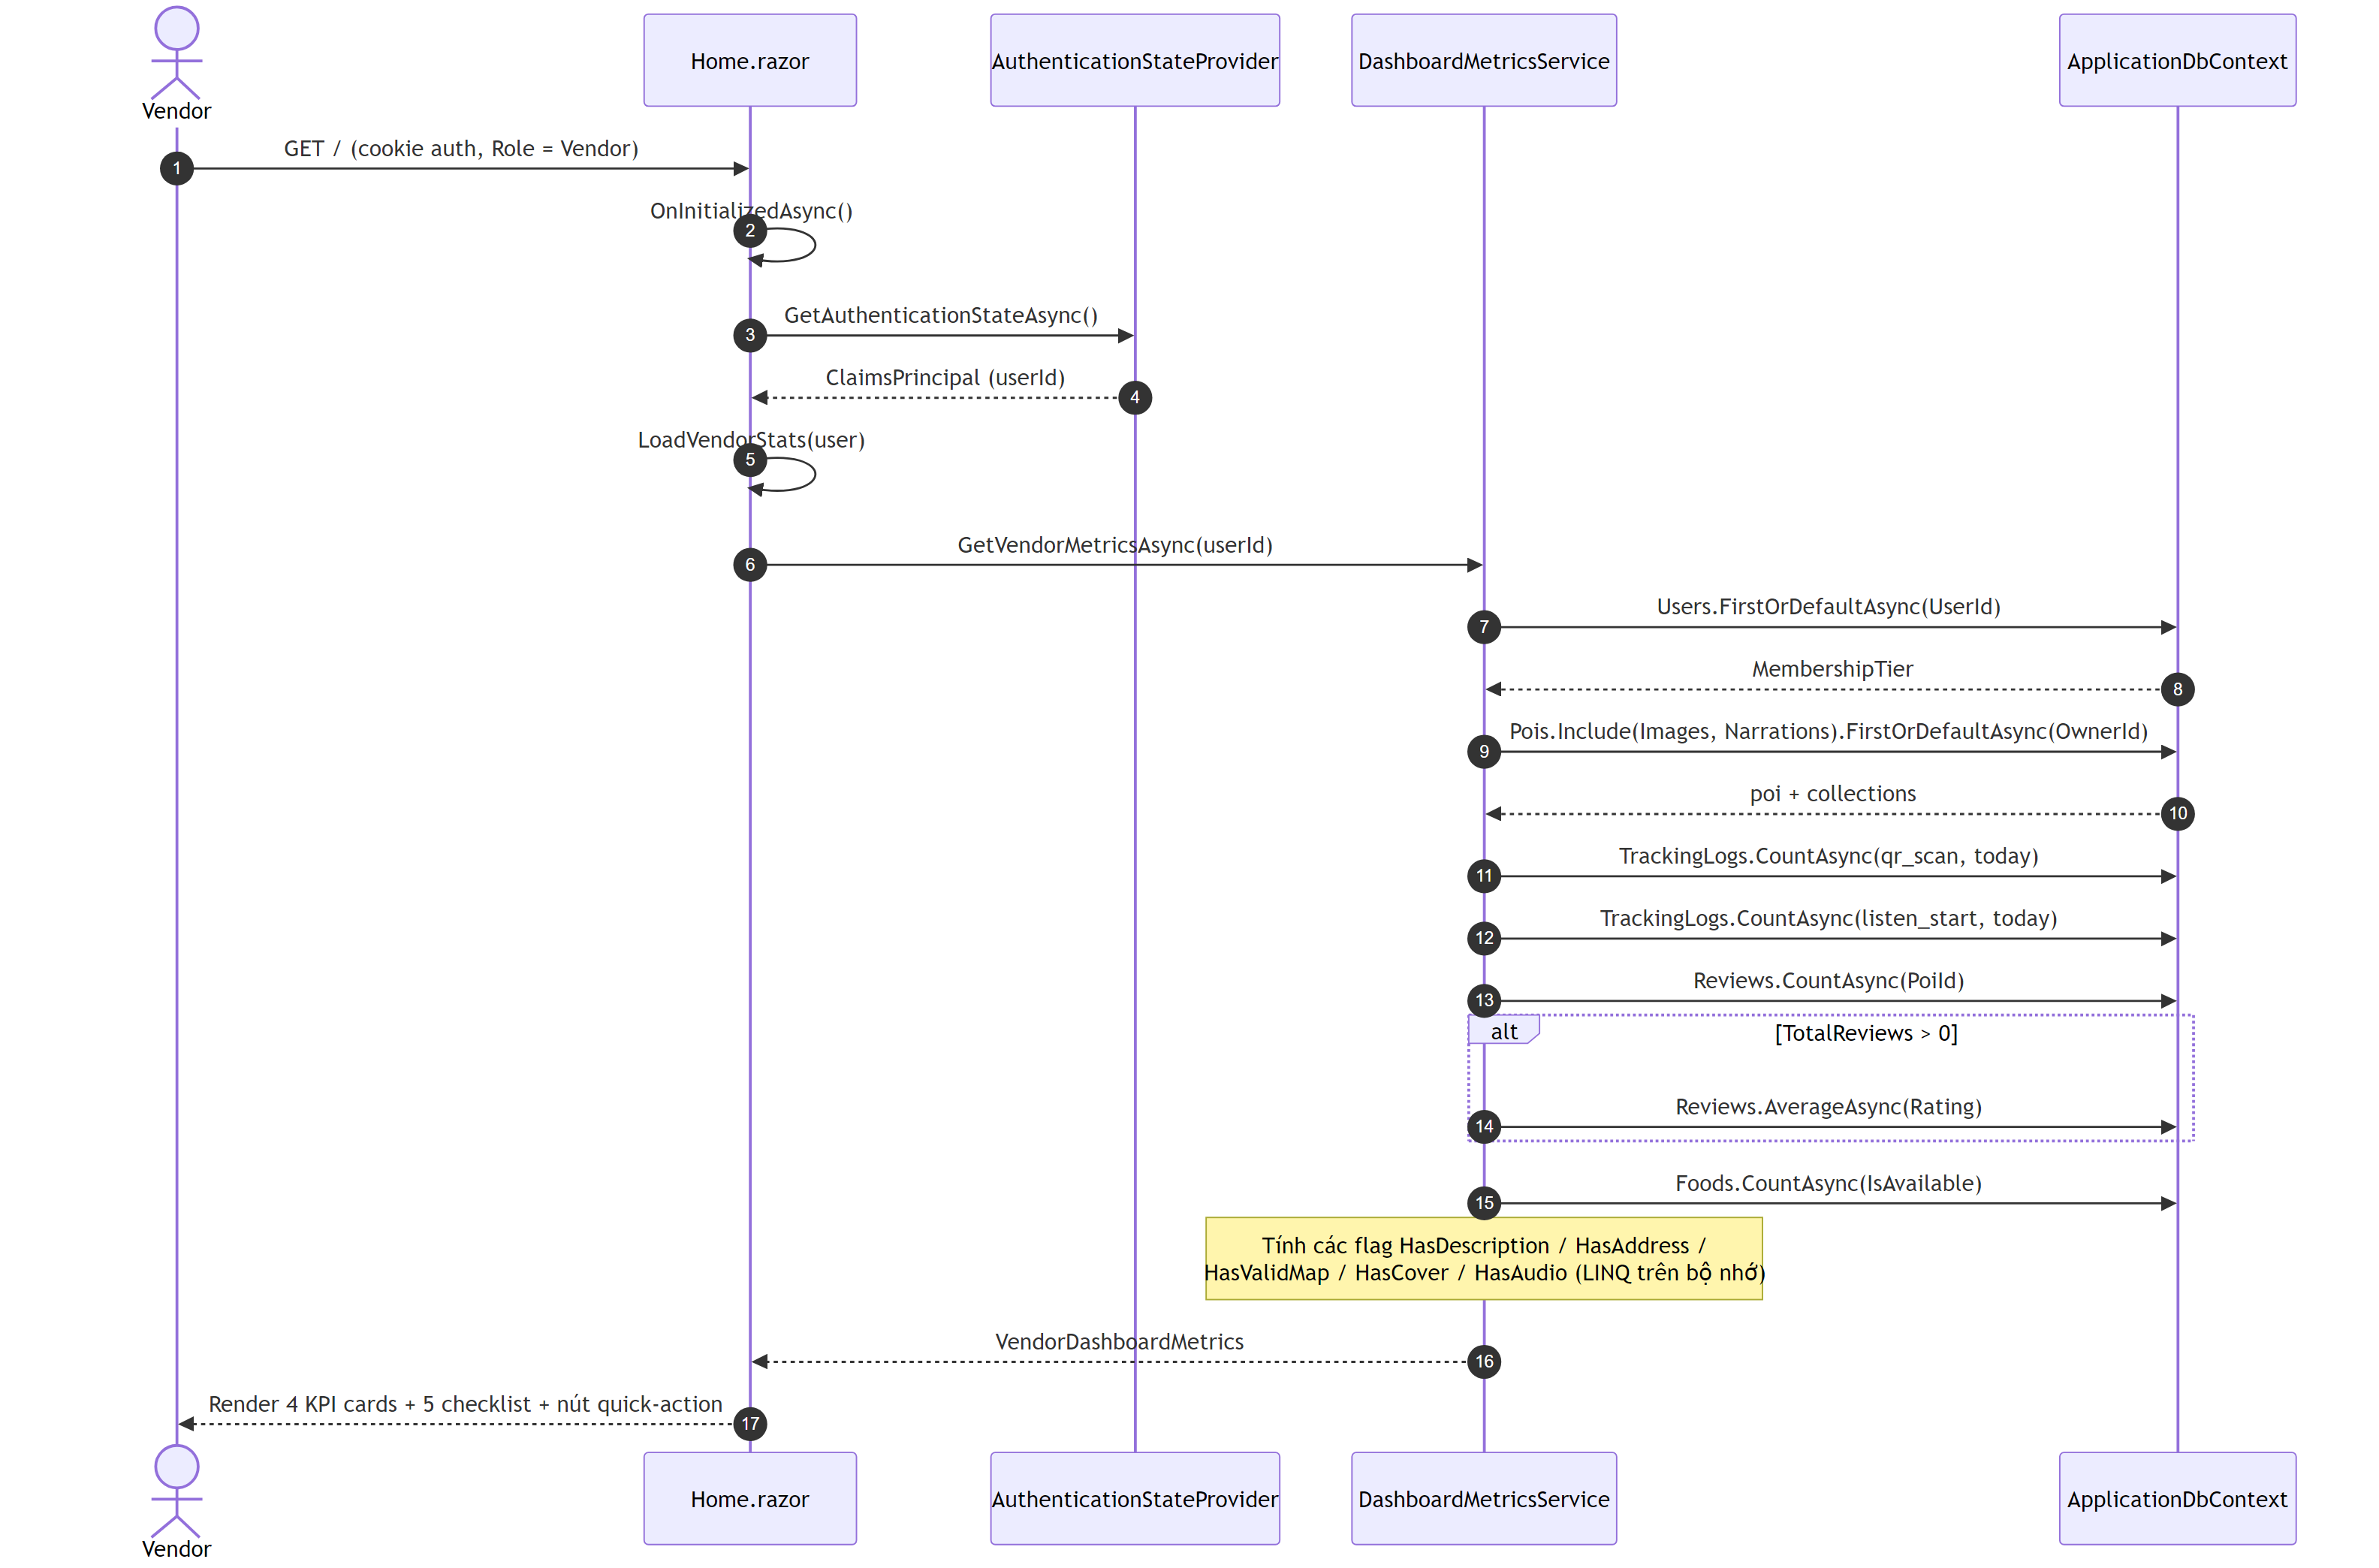 Vendor
Home.razor
AuthenticationStateProvider
DashboardMetricsService
ApplicationDbContext
1
GET / (cookie auth, Role = Vendor)
OnInitializedAsync()
2
3
GetAuthenticationStateAsync()
ClaimsPrincipal (userId)
4
LoadVendorStats(user)
5
6
GetVendorMetricsAsync(userId)
7
Users.FirstOrDefaultAsync(UserId)
MembershipTier
8
9
Pois.Include(Images, Narrations).FirstOrDefaultAsync(OwnerId)
poi + collections
10
11
TrackingLogs.CountAsync(qr_scan, today)
12
TrackingLogs.CountAsync(listen_start, today)
13
Reviews.CountAsync(PoiId)
alt
[TotalReviews > 0]
14
Reviews.AverageAsync(Rating)
15
Foods.CountAsync(IsAvailable)
Tính các flag HasDescription / HasAddress /
HasValidMap / HasCover / HasAudio (LINQ trên bộ nhớ)
VendorDashboardMetrics
16
Render 4 KPI cards + 5 checklist + nút quick-action
17
Vendor
Home.razor
AuthenticationStateProvider
DashboardMetricsService
ApplicationDbContext